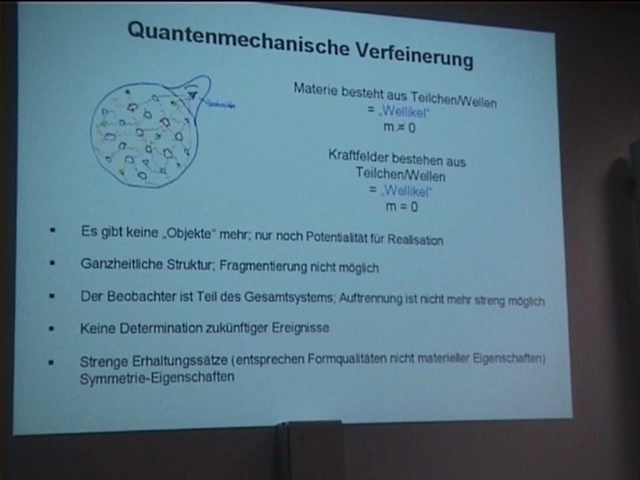 Quantenmechanische Verfeinerung
Materie besteht aus Teilchen/Wellen
= „Wellikel“
m ≠ 0
Kraftfelder bestehen aus
Teilchen/Wellen
= „Wellikel“
m = 0
▪ Es gibt keine „Objekte“ mehr; nur noch Potentialität für Realisation
▪ Ganzheitliche Struktur; Fragmentierung nicht möglich
▪ Der Beobachter ist Teil des Gesamtsystems; Auftrennung ist nicht mehr streng möglich
▪ Keine Determination zukünftiger Ereignisse
▪ Strenge Erhaltungssätze (entsprechen Formqualitäten nicht materieller Eigenschaften)
Symmetrie-Eigenschaften